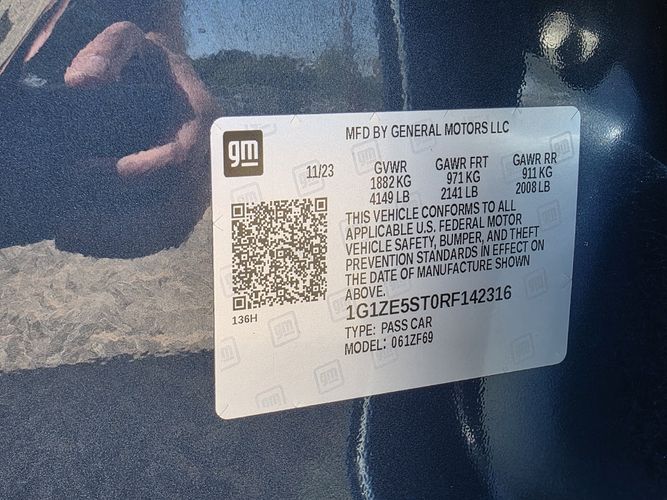 gm
MFD BY GENERAL MOTORS LLC
11/23 GVWR GAWR FRT GAWR RR
1882 KG 971 KG 911 KG
4149 LB 2141 LB 2008 LB
THIS VEHICLE CONFORMS TO ALL
APPLICABLE U.S. FEDERAL MOTOR
VEHICLE SAFETY, BUMPER, AND THEFT
PREVENTION STANDARDS IN EFFECT ON
THE DATE OF MANUFACTURE SHOWN
ABOVE.
1G1ZE5ST0RF142316
136H
TYPE: PASS CAR
MODEL: 061ZF69